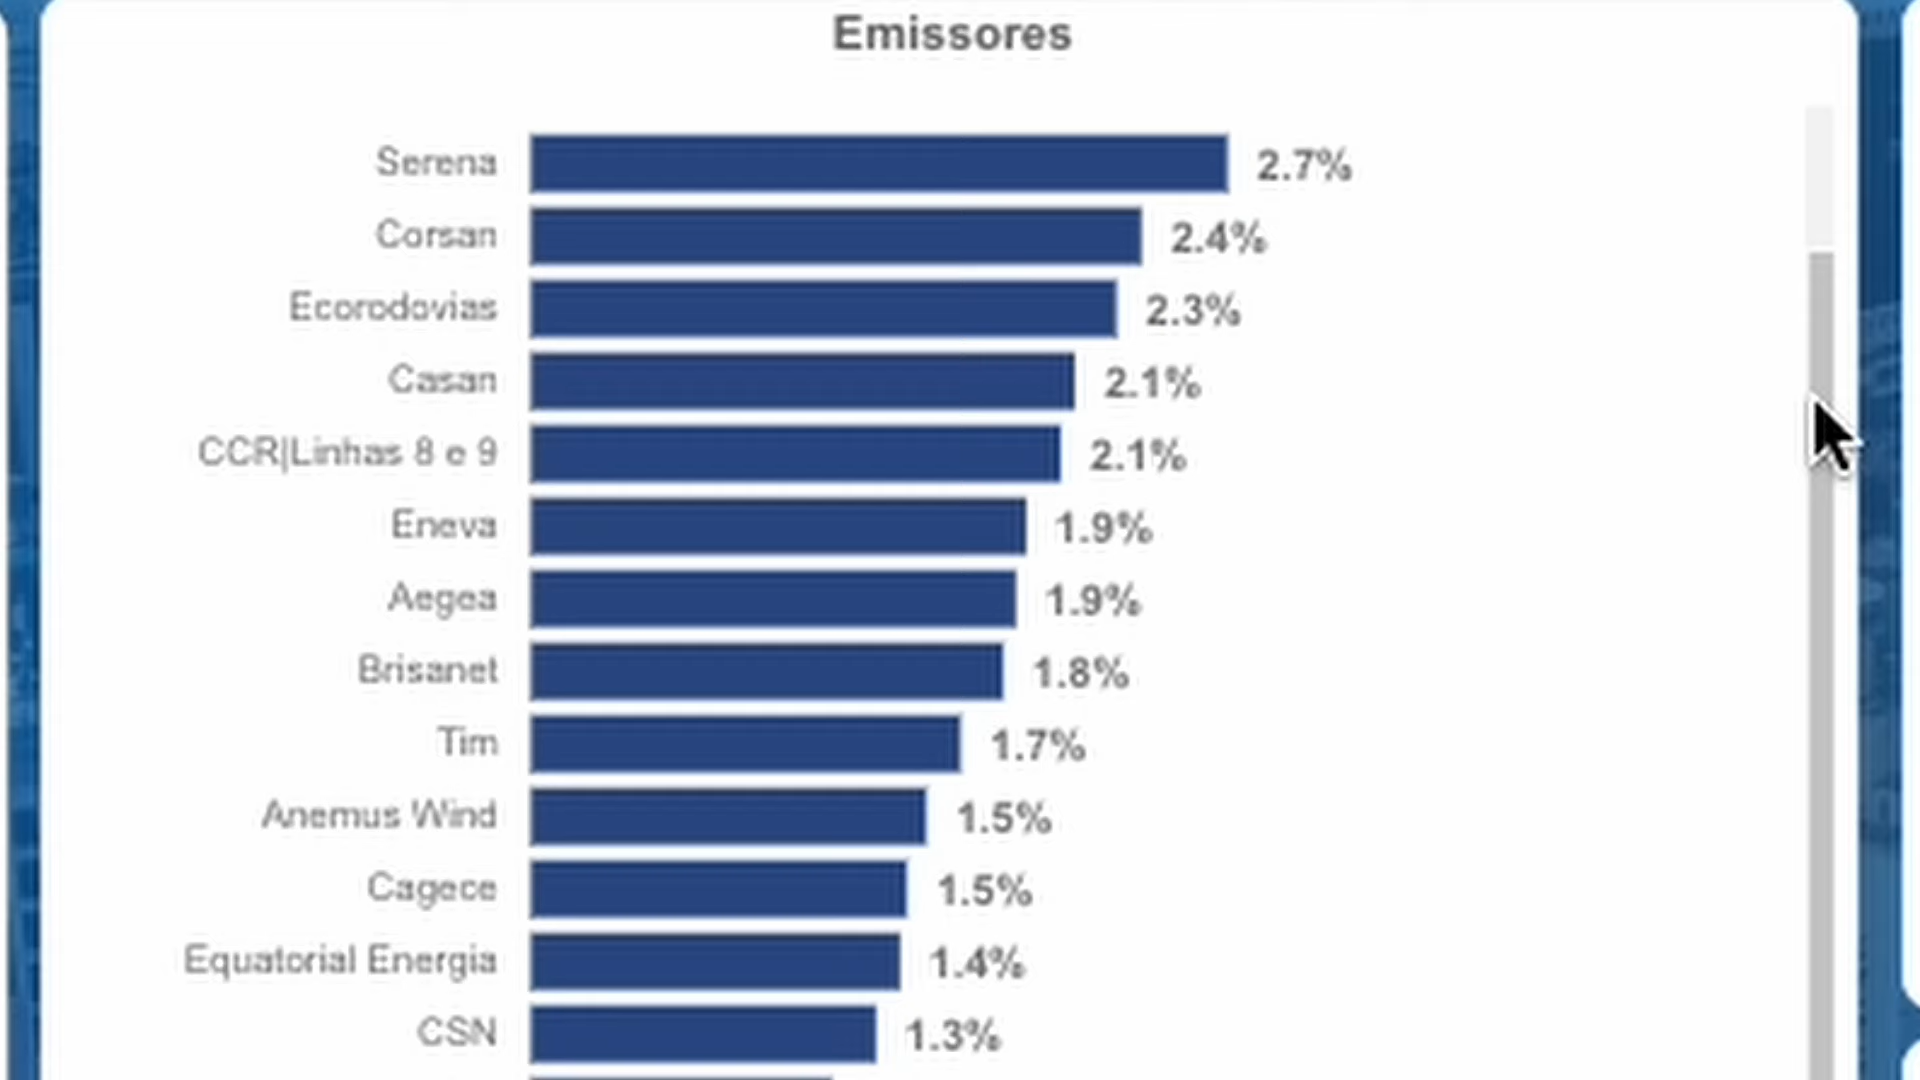 Emissores
Serena 2.7%
Corsan 2.4%
Ecorodovias 2.3%
Casan 2.1%
CCR|Linhas 8 e 9 2.1%
Eneva 1.9%
Aegea 1.9%
Brisanet 1.8%
Tim 1.7%
Anemus Wind 1.5%
Cagece 1.5%
Equatorial Energia 1.4%
CSN 1.3%